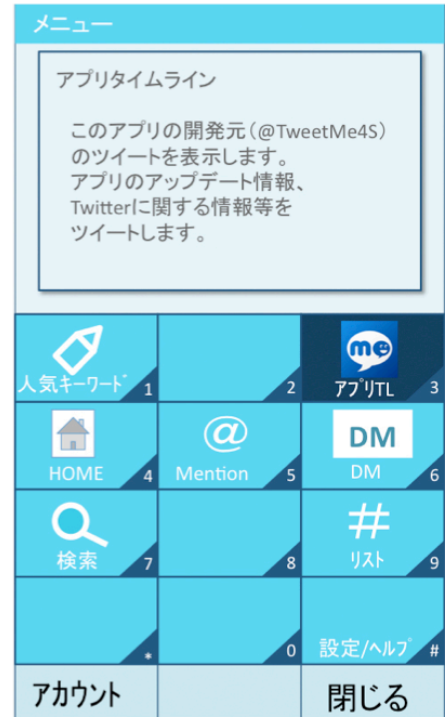 メニュー
アプリタイムライン
このアプリの開発元(@TweetMe4S)
のツイートを表示します。
アプリのアップデート情報、
Twitterに関する情報等を
ツイートします。
人気キーワード 1
2
me
アプリTL 3
HOME 4
@
Mention 5
DM
DM 6
検索 7
8
#
リスト 9
*
0
設定/ヘルプ #
アカウント
閉じる